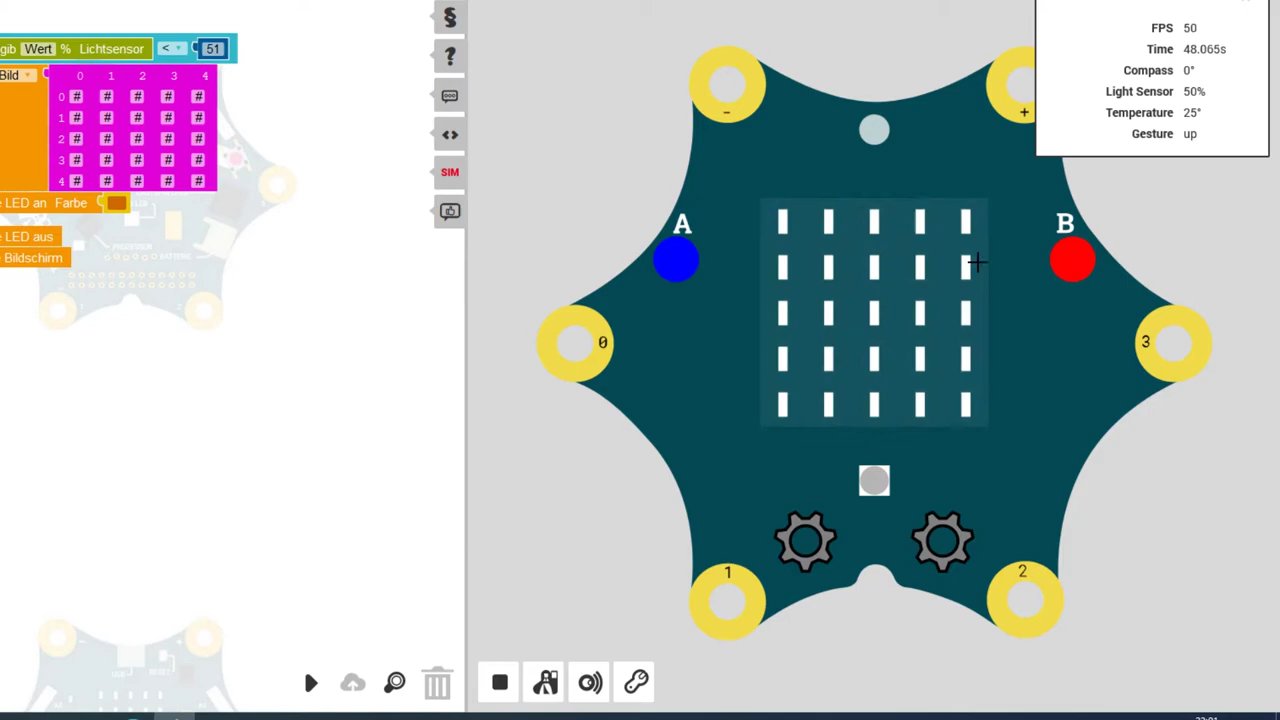 gib Wert % Lichtsensor < 51
Bild
0 1 2 3 4
0 # # # # #
1 # # # # #
2 # # # # #
3 # # # # #
4 # # # # #
LED an Farbe
LED aus
Bildschirm
§
?
SIM
FPS 50
Time 48.065s
Compass 0°
Light Sensor 50%
Temperature 25°
Gesture up
- +
A B
0 3
1 2